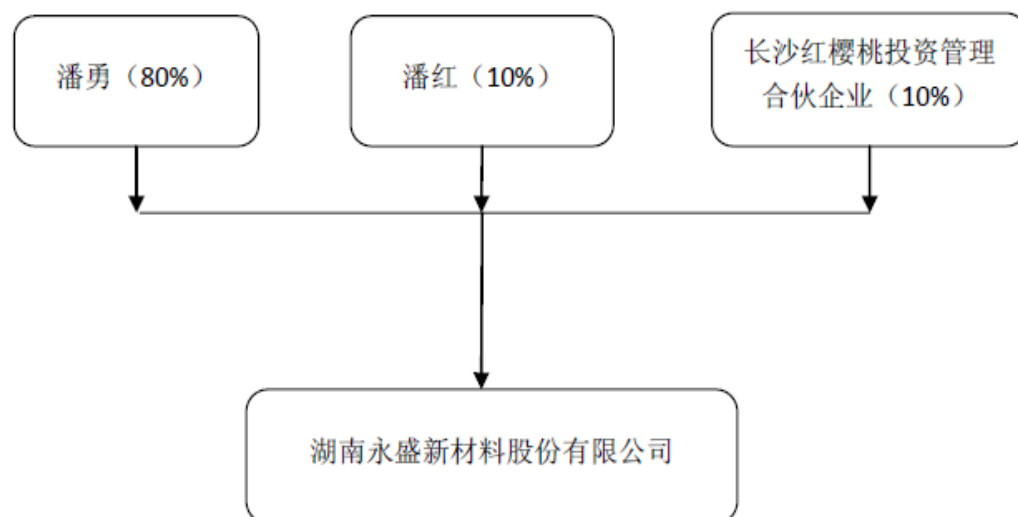 潘勇（80%）
潘红（10%）
长沙红樱桃投资管理
合伙企业（10%）
湖南永盛新材料股份有限公司